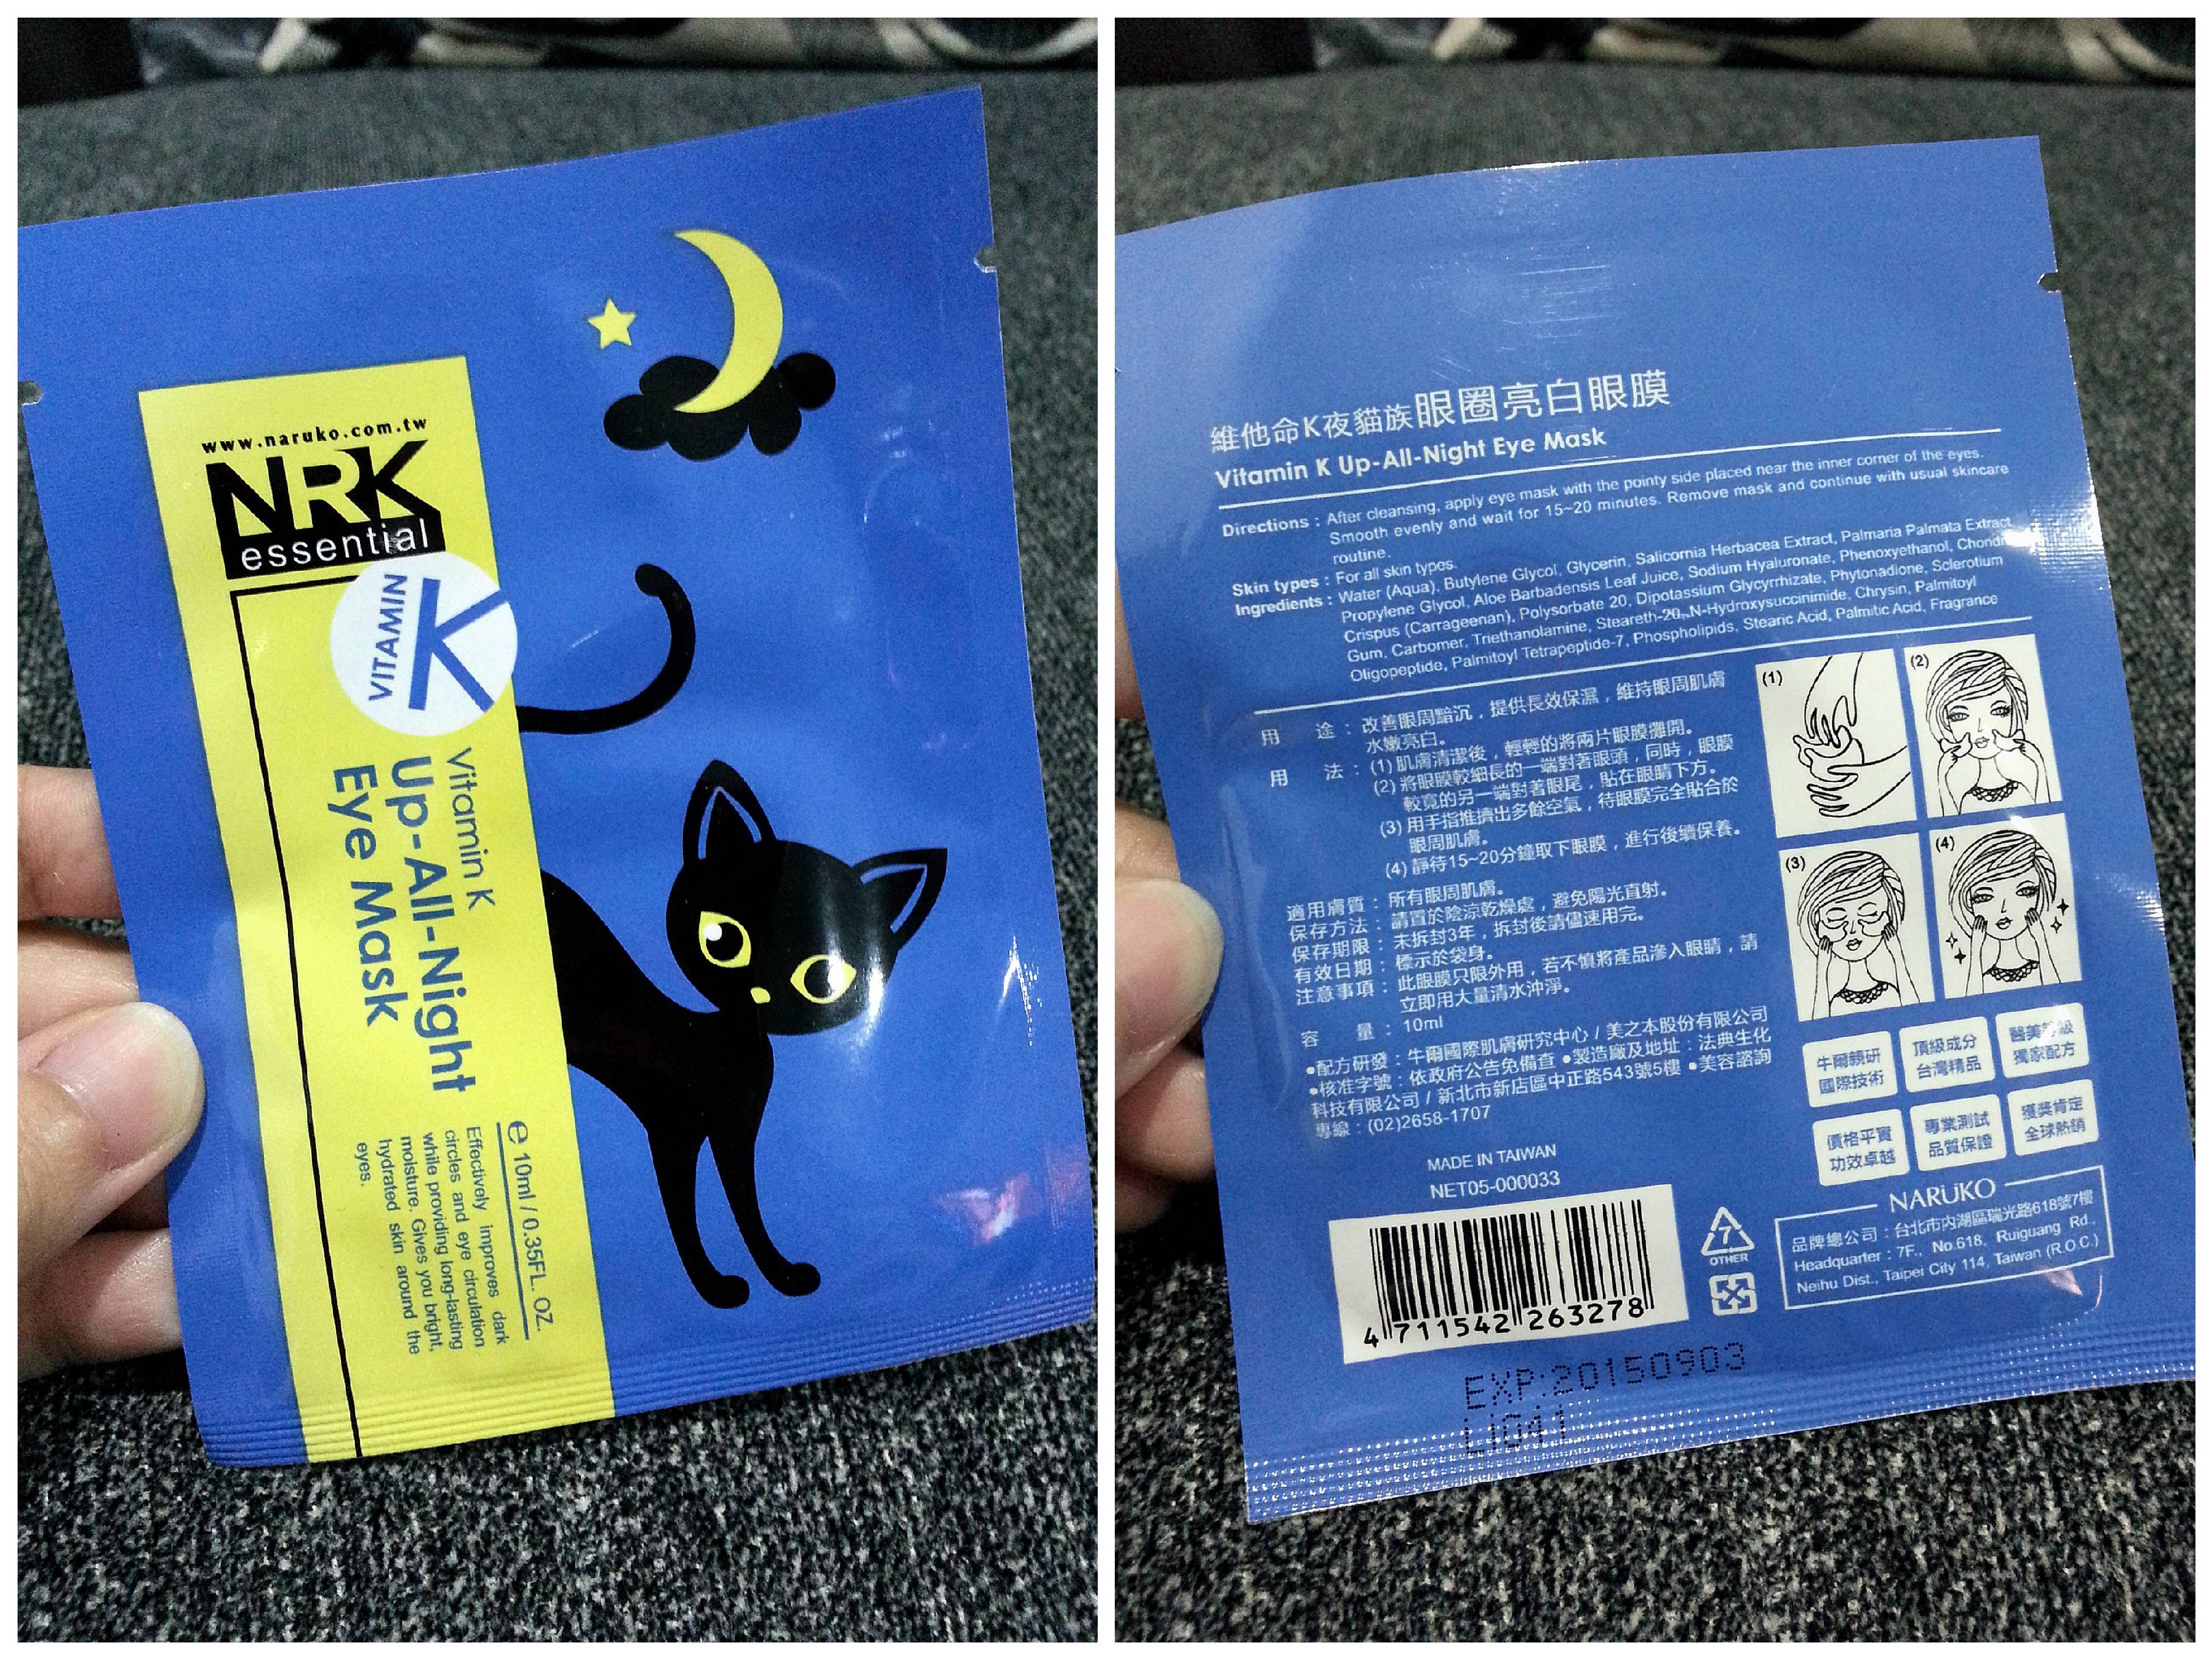 www.naruko.com.tw
NRK
essential
VITAMIN
K
Vitamin K
Up-All-Night
Eye Mask
e 10ml / 0.35FL. OZ.
Effectively improves dark
circles and eye circulation
while providing long-lasting
moisture. Gives you bright,
hydrated skin around the
eyes.
維他命K夜貓族眼圈亮白眼膜
Vitamin K Up-All-Night Eye Mask
Directions : After cleansing, apply eye mask with the pointy side placed near the inner corner of the eyes.
Smooth evenly and wait for 15~20 minutes. Remove mask and continue with usual skincare
routine.
Skin types : For all skin types.
Ingredients : Water (Aqua), Butylene Glycol, Glycerin, Salicornia Herbacea Extract, Palmaria Palmata Extract,
Propylene Glycol, Aloe Barbadensis Leaf Juice, Sodium Hyaluronate, Phenoxyethanol,
Crispus (Carrageenan), Polysorbate 20, Dipotassium Glycyrrhizate, Phytonadione, Sclerotium
Gum, Carbomer, Triethanolamine, Steareth-20, N-Hydroxysuccinimide, Chrysin, Palmitoyl
Oligopeptide, Palmitoyl Tetrapeptide-7, Phospholipids, Stearic Acid, Palmitic Acid, Fragrance
用 途：改善眼周黯沉，提供長效保濕，維持眼周肌膚
水嫩亮白。
用 法：(1) 肌膚清潔後，輕輕的將兩片眼膜攤開。
(2) 將眼膜較細長的一端對著眼頭，同時，眼膜
較寬的另一端對著眼尾，貼在眼睛下方。
(3) 用手指推擠出多餘空氣，待眼膜完全貼合於
眼周肌膚。
(4) 靜待15~20分鐘取下眼膜，進行後續保養。
適用膚質：所有眼周肌膚。
保存方法：請置於陰涼乾燥處，避免陽光直射。
保存期限：未拆封3年，拆封後請儘速用完。
有效日期：標示於袋身。
注意事項：此眼膜只限外用，若不慎將產品滲入眼睛，請
立即用大量清水沖淨。
容 量：10ml
●配方研發：牛爾國際肌膚研究中心 / 美之本股份有限公司
●核准字號：依政府公告免備查 ●製造廠及地址：法典生化
科技有限公司 / 新北市新店區中正路543號5樓 ●美容諮詢
專線：(02)2658-1707
(1)
(2)
(3)
(4)
牛爾親研
國際技術
頂級成分
台灣精品
醫美等級
獨家配方
價格平實
功效卓越
專業測試
品質保證
獲獎肯定
全球熱銷
MADE IN TAIWAN
NET05-000033
4 711542 263278
7
OTHER
NARUKO
品牌總公司：台北市內湖區瑞光路618號7樓
Headquarter : 7F., No.618, Ruiguang Rd.,
Neihu Dist., Taipei City 114, Taiwan (R.O.C.)
EXP:20150903